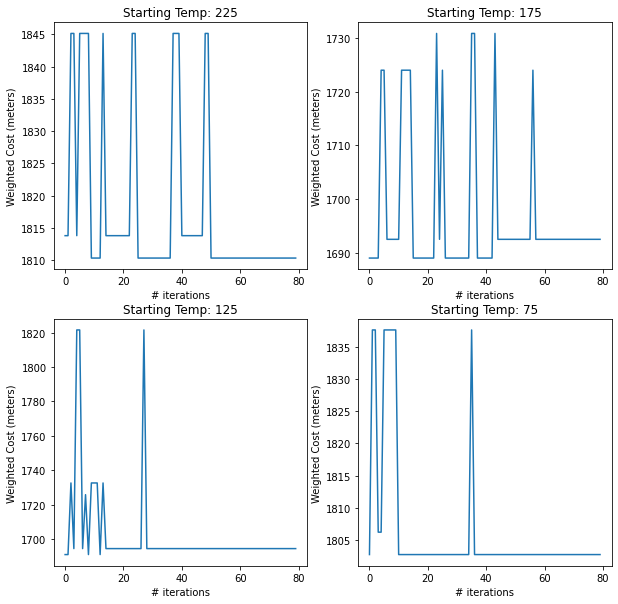 Starting Temp: 225
Weighted Cost (meters)
1845
1840
1835
1830
1825
1820
1815
1810
0 20 40 60 80
# iterations
Starting Temp: 175
Weighted Cost (meters)
1730
1720
1710
1700
1690
0 20 40 60 80
# iterations
Starting Temp: 125
Weighted Cost (meters)
1820
1800
1780
1760
1740
1720
1700
0 20 40 60 80
# iterations
Starting Temp: 75
Weighted Cost (meters)
1835
1830
1825
1820
1815
1810
1805
0 20 40 60 80
# iterations